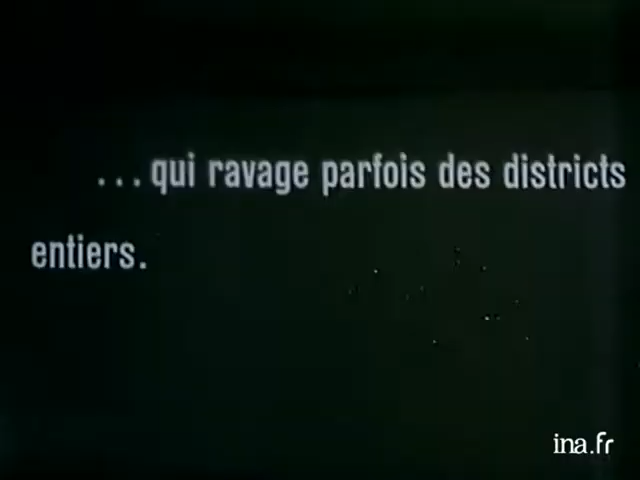 ...qui ravage parfois des districts
entiers.
ina.fr